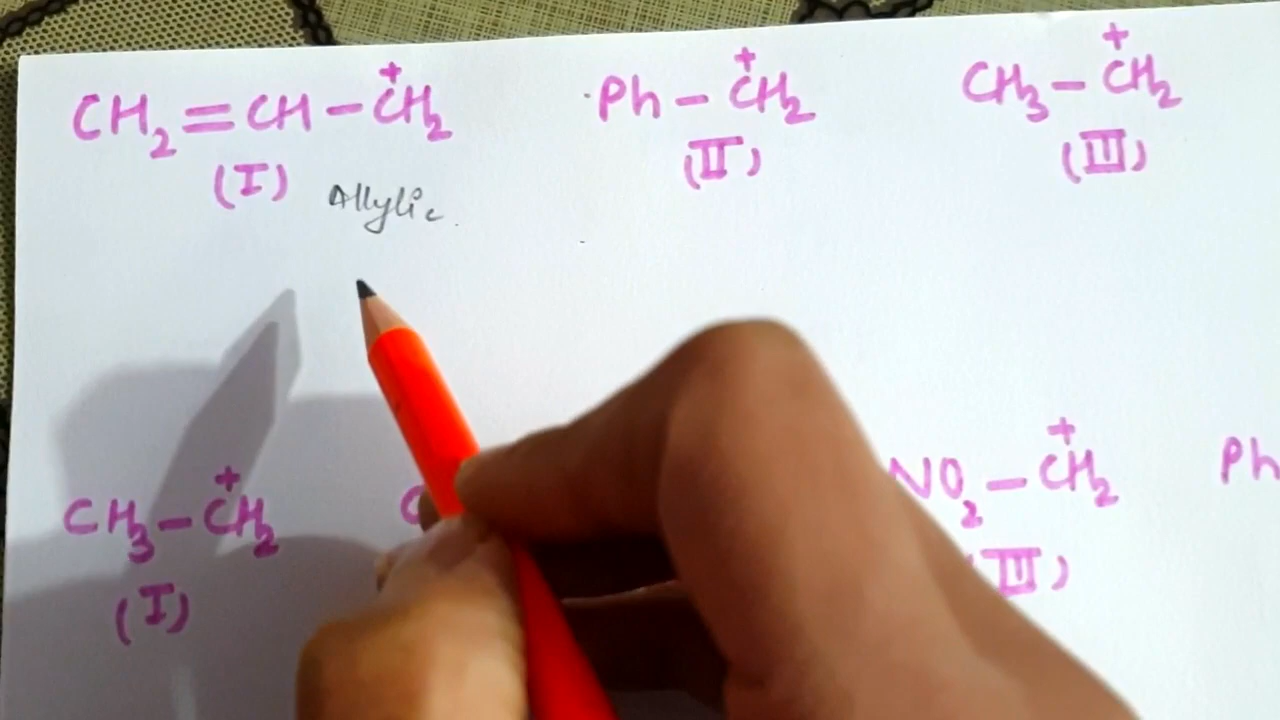 CH₂=CH–C⁺H₂ Ph–C⁺H₂ CH₃–C⁺H₂
(I) Allylic (II) (III)
CH₃–C⁺H₂ NO₂–C⁺H₂ Ph
(I) (III)